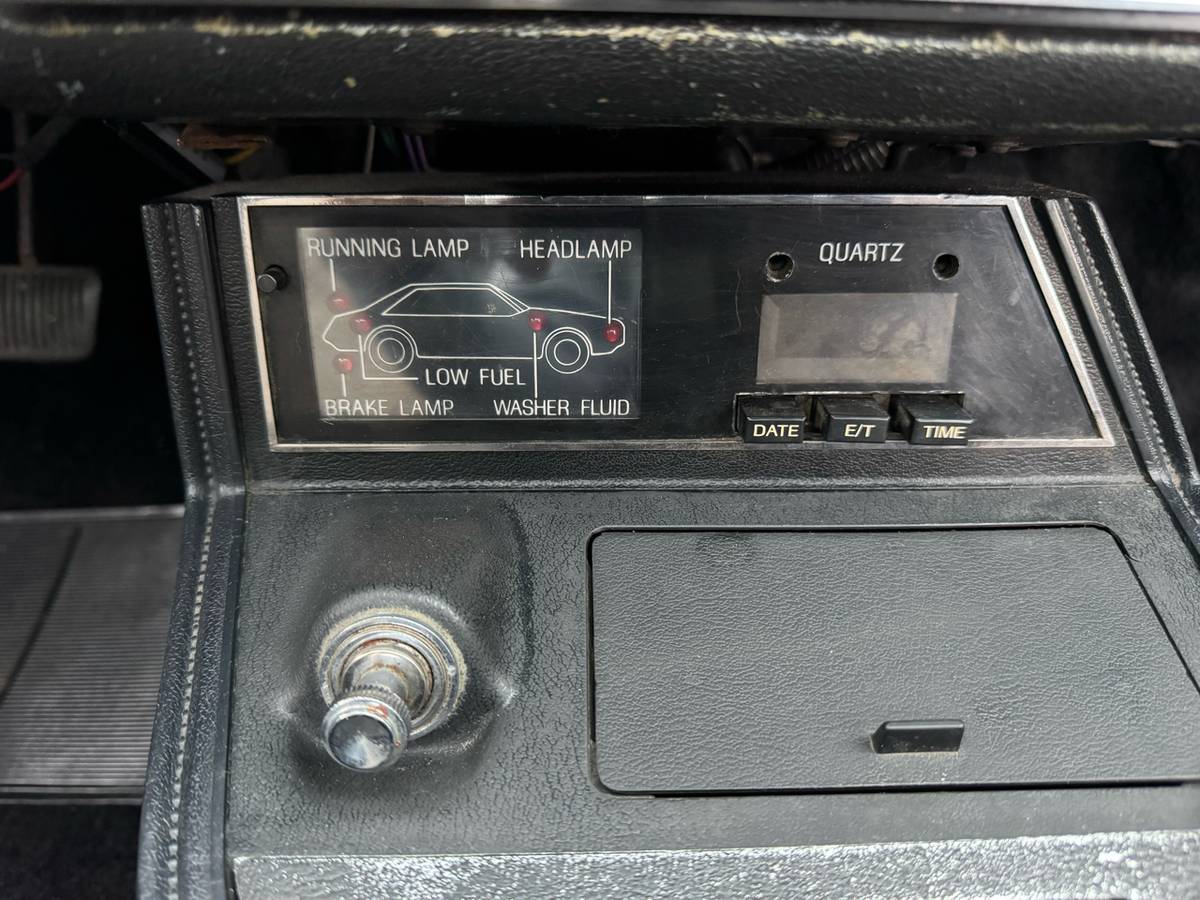 RUNNING LAMP HEADLAMP
LOW FUEL
BRAKE LAMP WASHER FLUID
QUARTZ
DATE E/T TIME